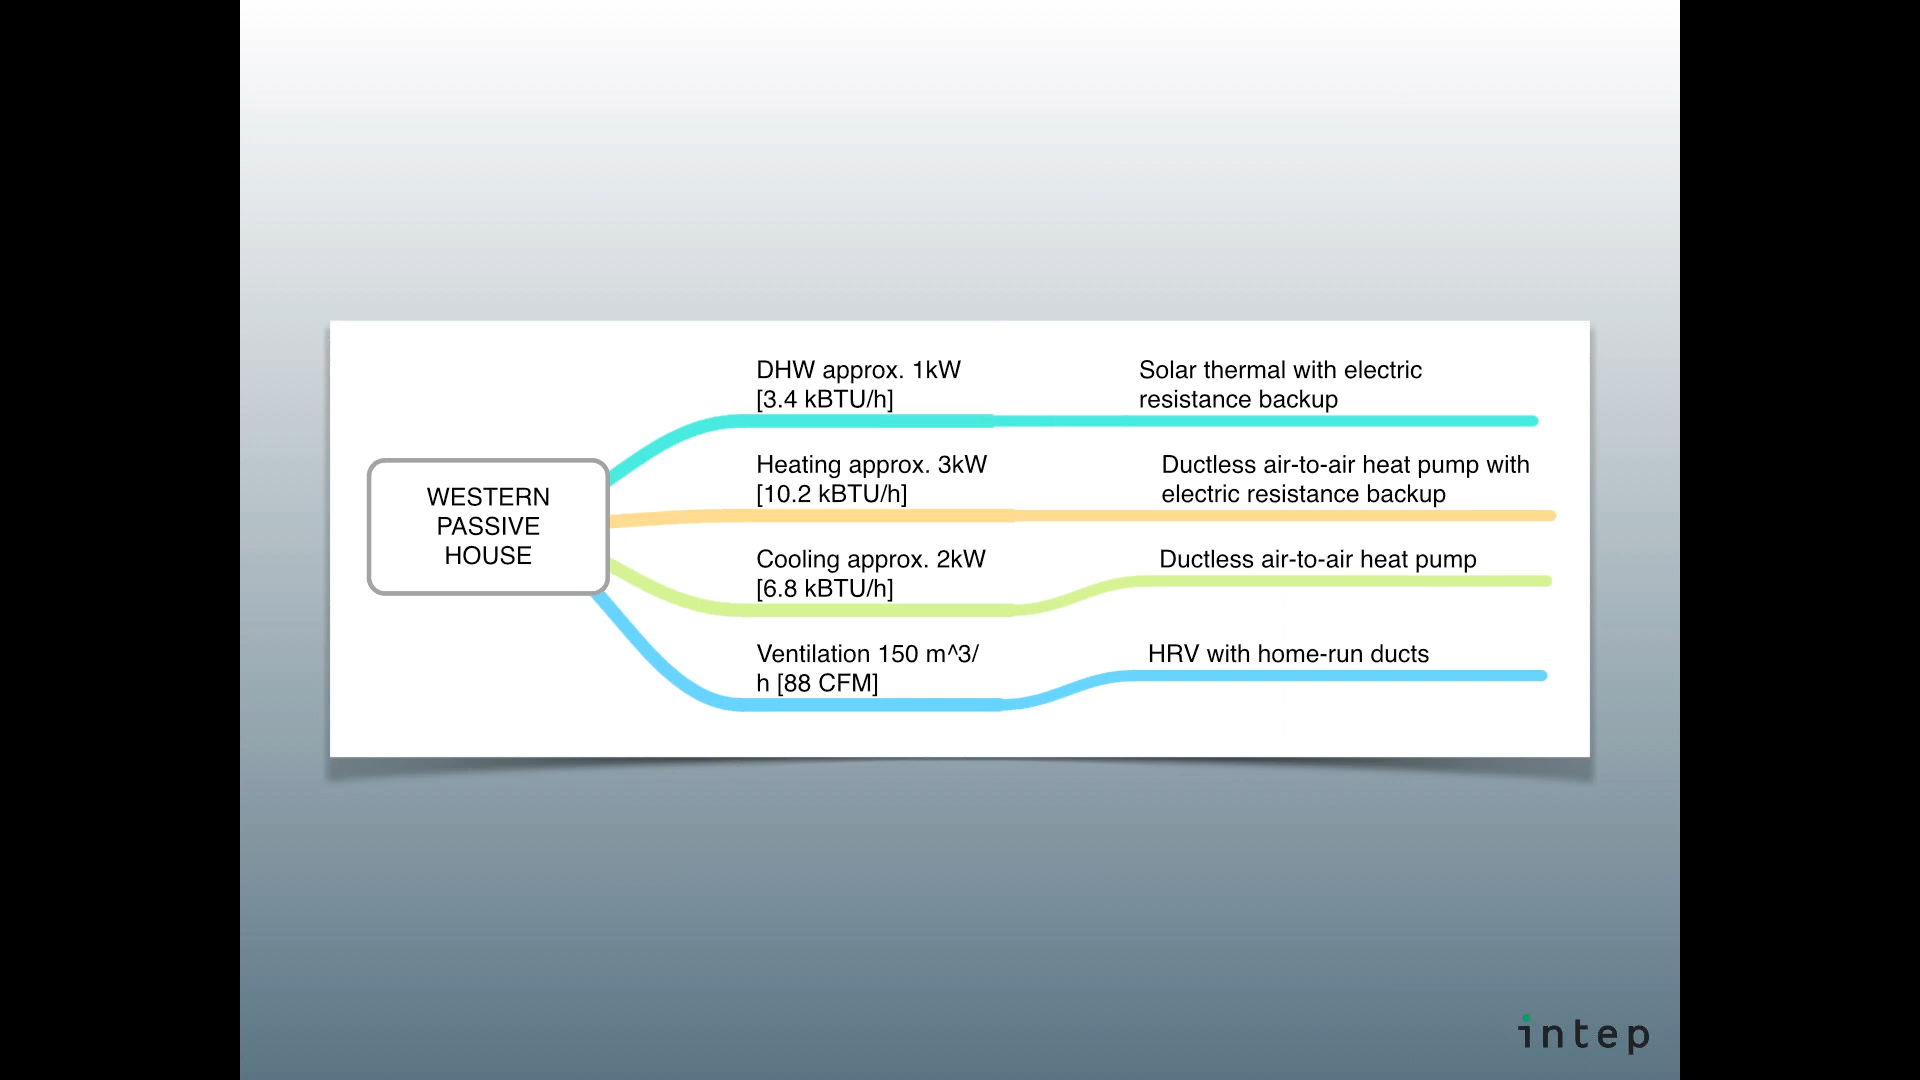 DHW approx. 1kW
[3.4 kBTU/h]
Solar thermal with electric
resistance backup
Heating approx. 3kW
[10.2 kBTU/h]
Ductless air-to-air heat pump with
electric resistance backup
WESTERN
PASSIVE
HOUSE
Cooling approx. 2kW
[6.8 kBTU/h]
Ductless air-to-air heat pump
Ventilation 150 m^3/
h [88 CFM]
HRV with home-run ducts
intep